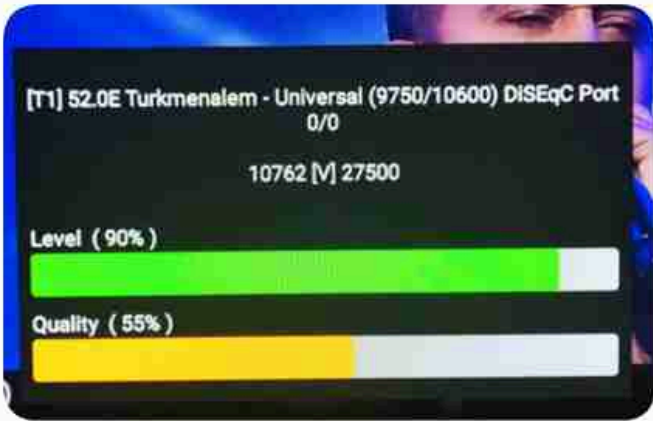 [T1] 52.0E Turkmenalem - Universal (9750/10600) DiSEqC Port
0/0
10762 [V] 27500
Level ( 90% )
Quality ( 55% )